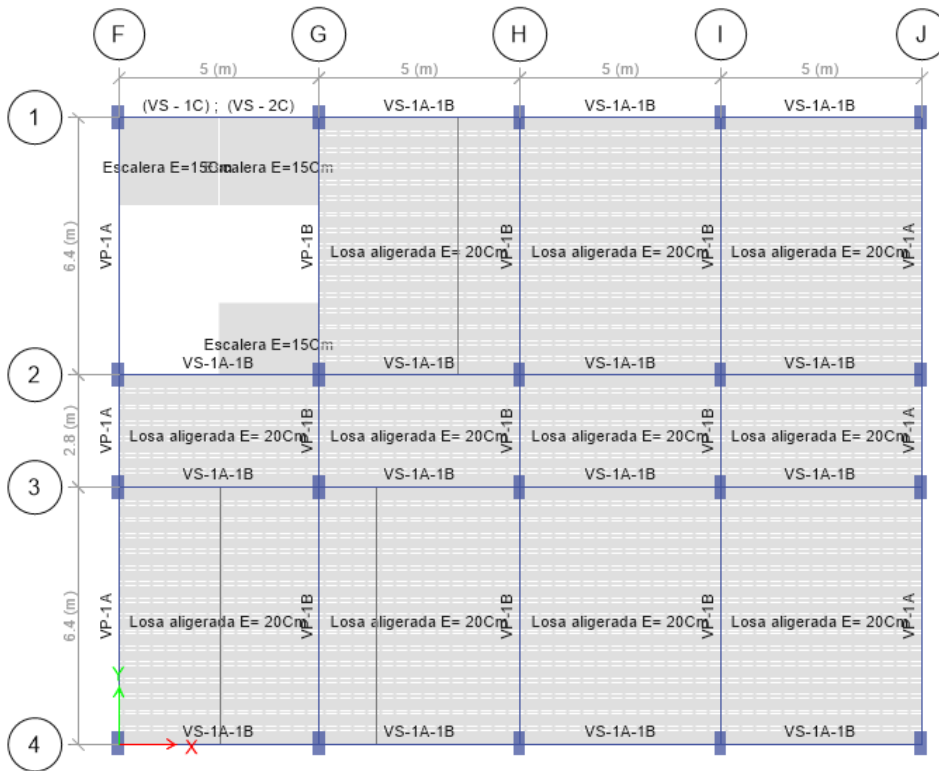 F G H I J
5 (m) 5 (m) 5 (m) 5 (m)
(VS - 1C) ; (VS - 2C) VS-1A-1B VS-1A-1B VS-1A-1B
1
Escalera E=15Cm Escalera E=15Cm
6.4 (m) VP-1A VP-1B VP-1B VP-1B VP-1A
Losa aligerada E= 20Cm Losa aligerada E= 20Cm Losa aligerada E= 20Cm
Escalera E=15Cm
VS-1A-1B VS-1A-1B VS-1A-1B VS-1A-1B
2
2.8 (m) VP-1A VP-1B VP-1B VP-1B VP-1A
Losa aligerada E= 20Cm Losa aligerada E= 20Cm Losa aligerada E= 20Cm Losa aligerada E= 20Cm
VS-1A-1B VS-1A-1B VS-1A-1B VS-1A-1B
3
6.4 (m) VP-1A VP-1B VP-1B VP-1B VP-1A
Losa aligerada E= 20Cm Losa aligerada E= 20Cm Losa aligerada E= 20Cm Losa aligerada E= 20Cm
Y
VS-1A-1B VS-1A-1B VS-1A-1B VS-1A-1B
4
X